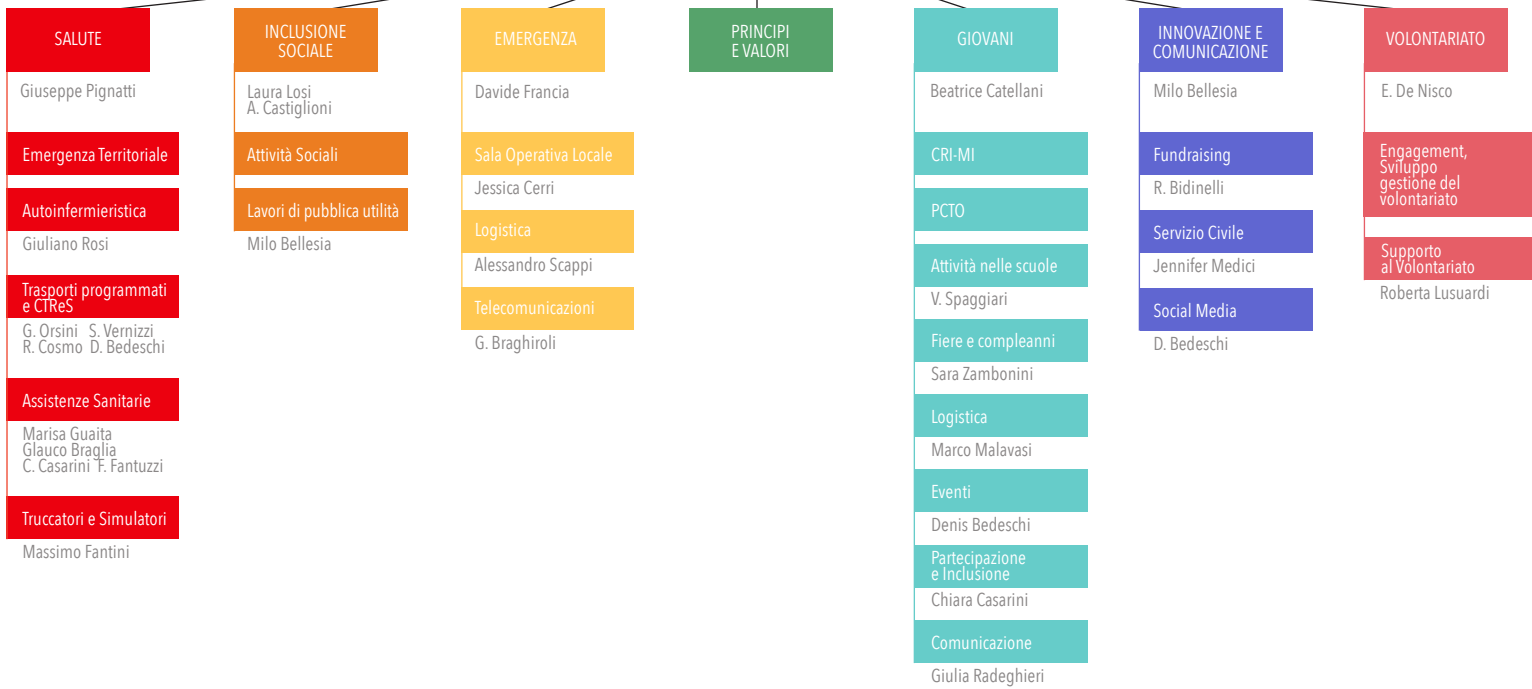 SALUTE
Giuseppe Pignatti
Emergenza Territoriale
Autoinfermieristica
Giuliano Rosi
Trasporti programmati
e CTReS
G. Orsini S. Vernizzi
R. Cosmo D. Bedeschi
Assistenze Sanitarie
Marisa Guaita
Glauco Braglia
C. Casarini F. Fantuzzi
Truccatori e Simulatori
Massimo Fantini
INCLUSIONE
SOCIALE
Laura Losi
A. Castiglioni
Attività Sociali
Lavori di pubblica utilità
Milo Bellesia
EMERGENZA
Davide Francia
Sala Operativa Locale
Jessica Cerri
Logistica
Alessandro Scappi
Telecomunicazioni
G. Braghiroli
PRINCIPI
E VALORI
GIOVANI
Beatrice Catellani
CRI-MI
PCTO
Attività nelle scuole
V. Spaggiari
Fiere e compleanni
Sara Zambonini
Logistica
Marco Malavasi
Eventi
Denis Bedeschi
Partecipazione
e Inclusione
Chiara Casarini
Comunicazione
Giulia Radeghieri
INNOVAZIONE E
COMUNICAZIONE
Milo Bellesia
Fundraising
R. Bidinelli
Servizio Civile
Jennifer Medici
Social Media
D. Bedeschi
VOLONTARIATO
E. De Nisco
Engagement,
Sviluppo
gestione del
volontariato
Supporto
al Volontariato
Roberta Lusuardi